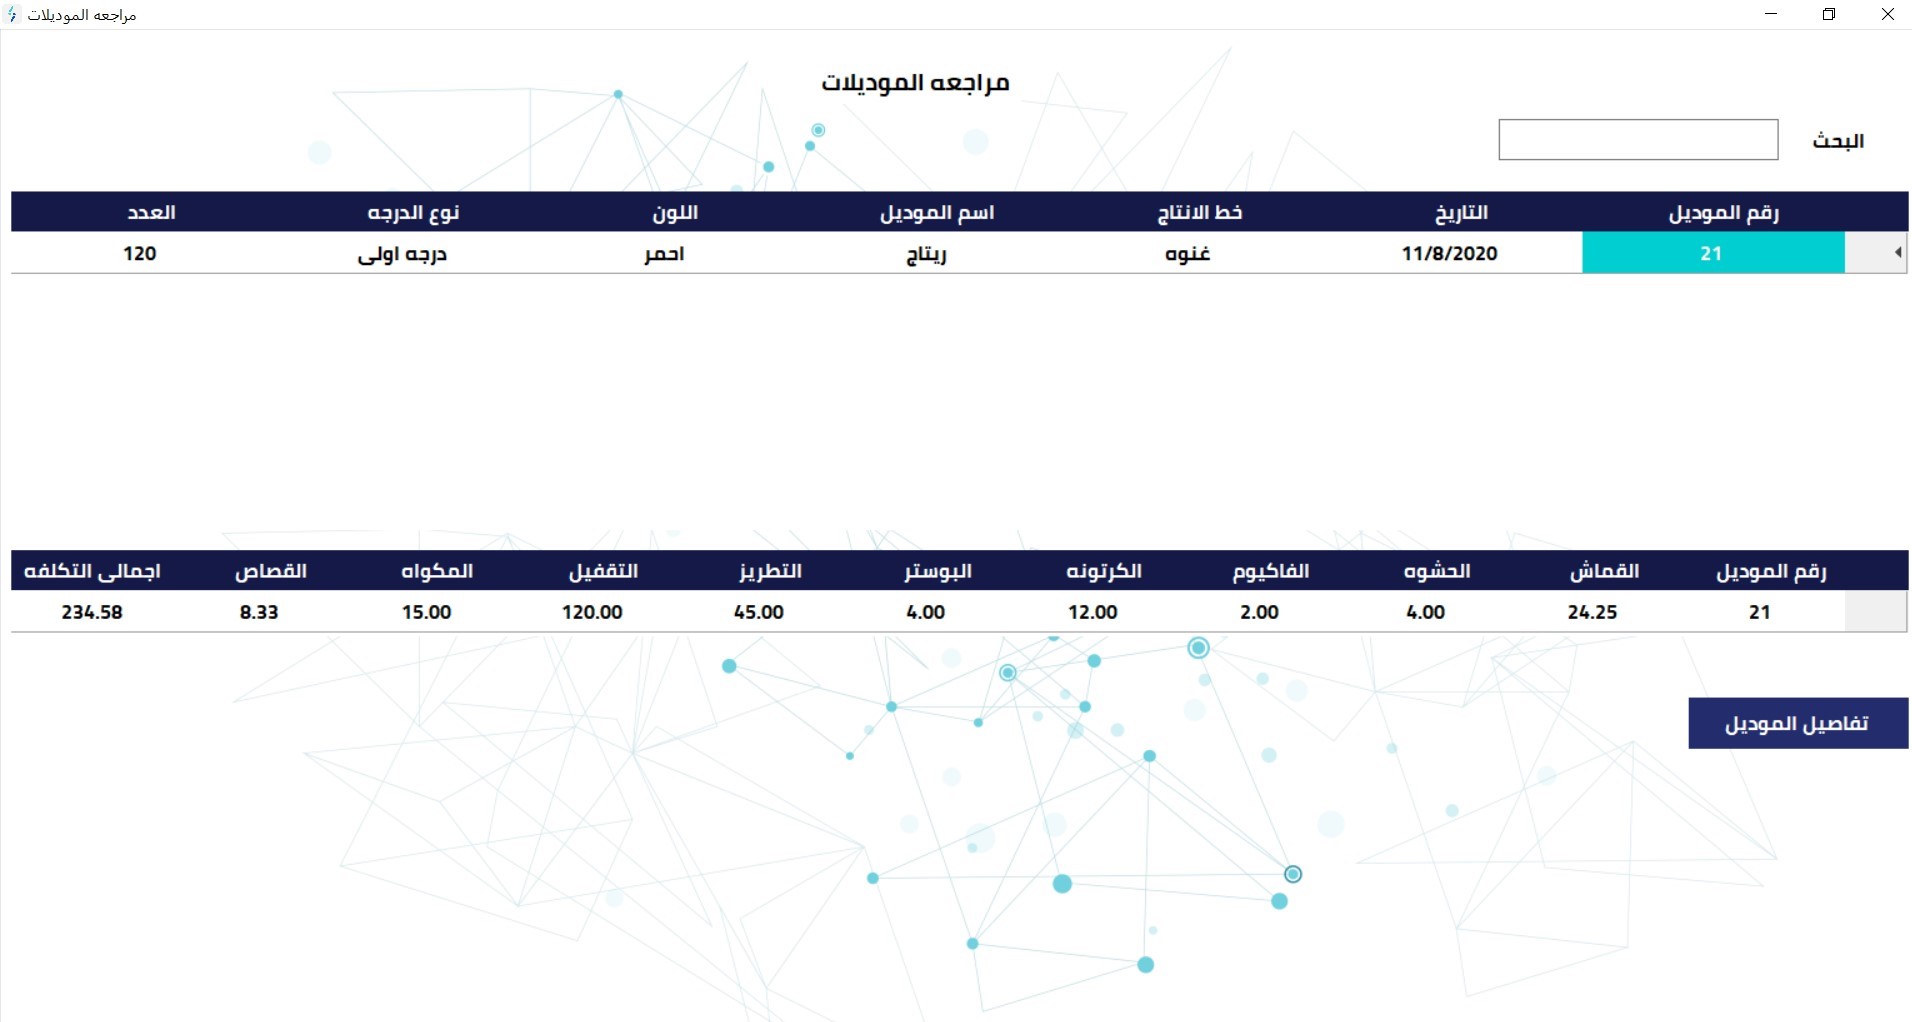 مراجعه الموديلات
مراجعه الموديلات
البحث
رقم الموديل التاريخ خط الانتاج اسم الموديل اللون نوع الدرجه العدد
21 11/8/2020 غنوه ريتاج احمر درجه اولى 120
رقم الموديل القماش الحشوه الفاكيوم الكرتونه البوستر التطريز التقفيل المكواه القصاص اجمالى التكلفه
21 24.25 4.00 2.00 12.00 4.00 45.00 120.00 15.00 8.33 234.58
تفاصيل الموديل